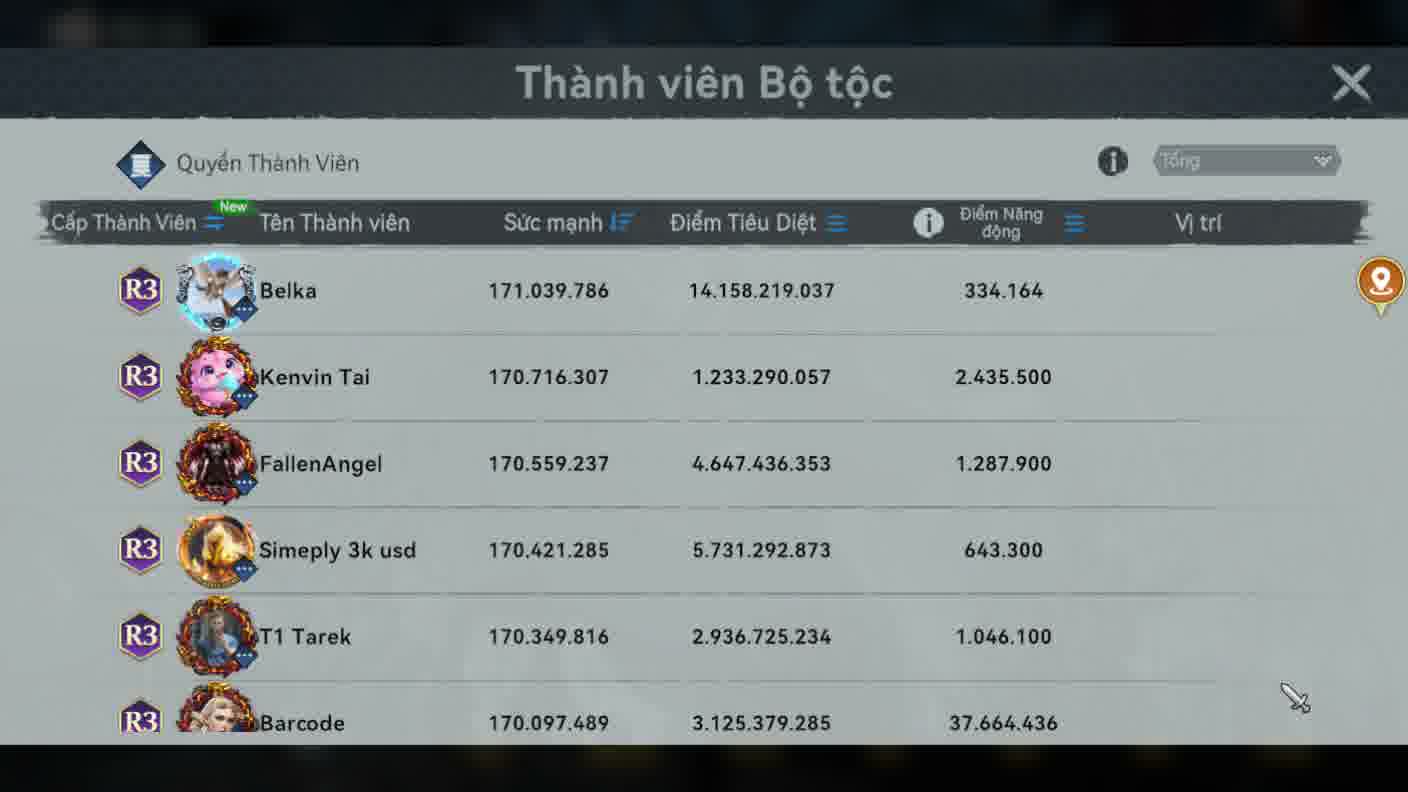 Thành viên Bộ tộc
Quyển Thành Viên
Tổng
Cấp Thành Viên New Tên Thành viên Sức mạnh Điểm Tiêu Diệt Điểm Năng động Vị trí
R3 Belka 171.039.786 14.158.219.037 334.164
R3 Kenvin Tai 170.716.307 1.233.290.057 2.435.500
R3 FallenAngel 170.559.237 4.647.436.353 1.287.900
R3 Simeply 3k usd 170.421.285 5.731.292.873 643.300
R3 T1 Tarek 170.349.816 2.936.725.234 1.046.100
R3 Barcode 170.097.489 3.125.379.285 37.664.436